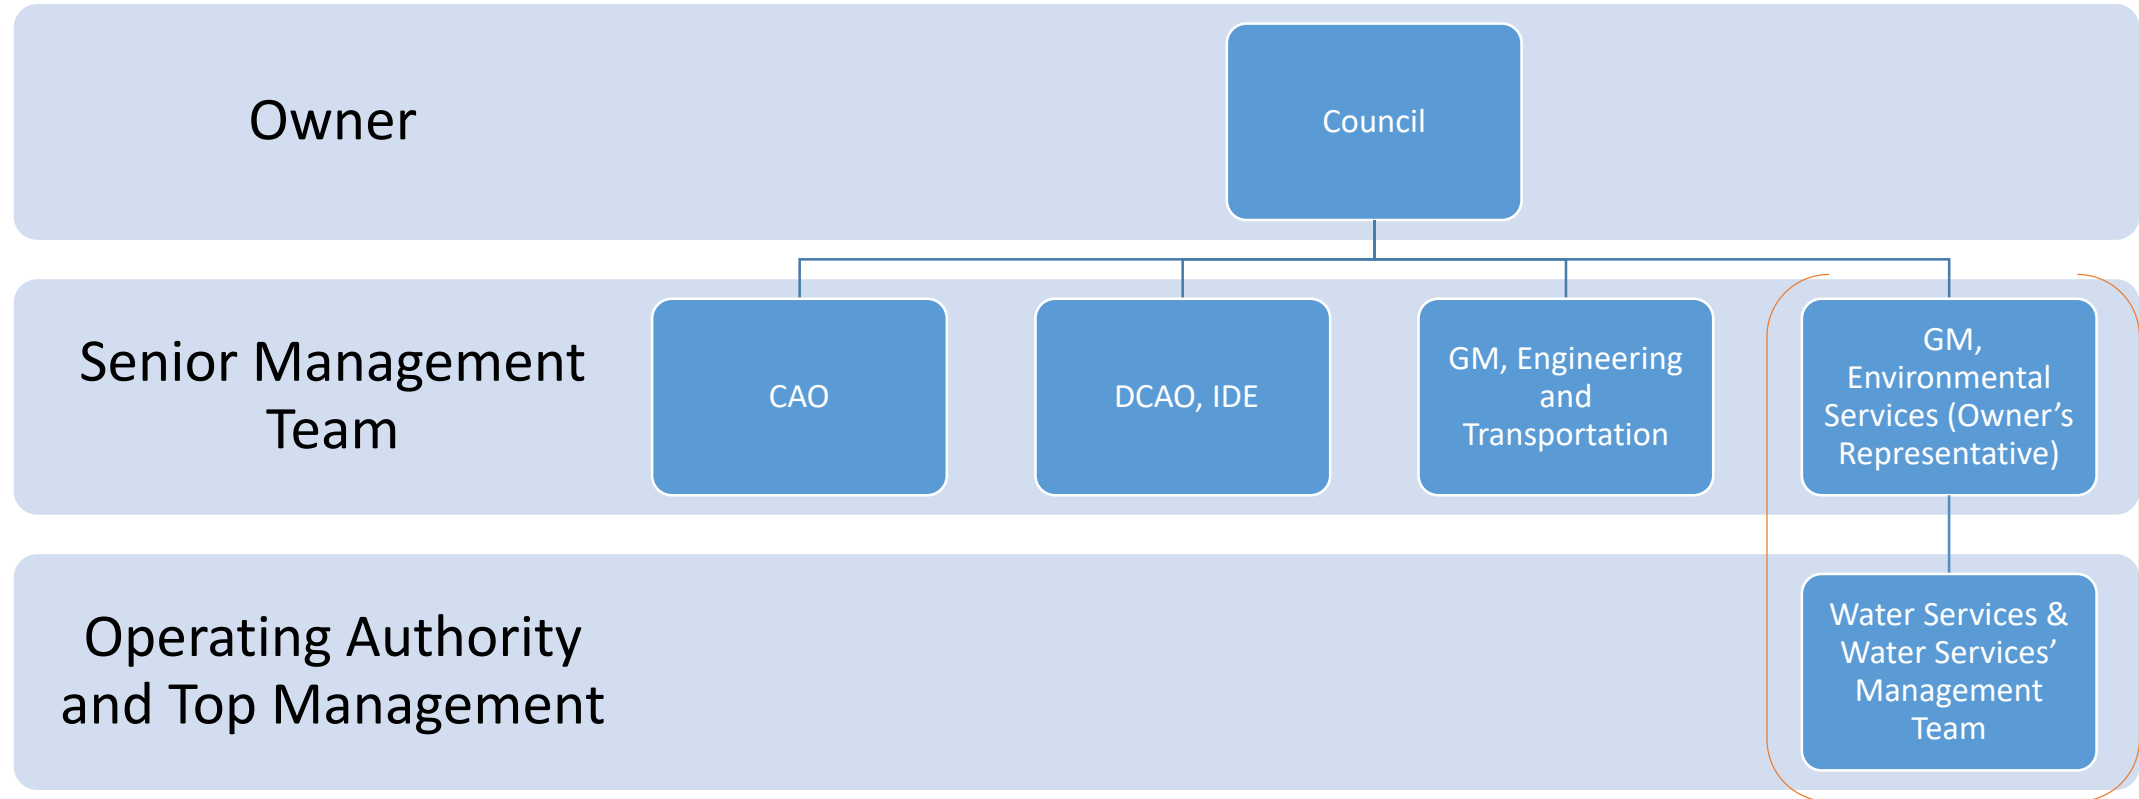 Owner
Council
Senior Management
Team
CAO
DCAO, IDE
GM, Engineering
and
Transportation
GM,
Environmental
Services (Owner’s
Representative)
Operating Authority
and Top Management
Water Services &
Water Services’
Management
Team